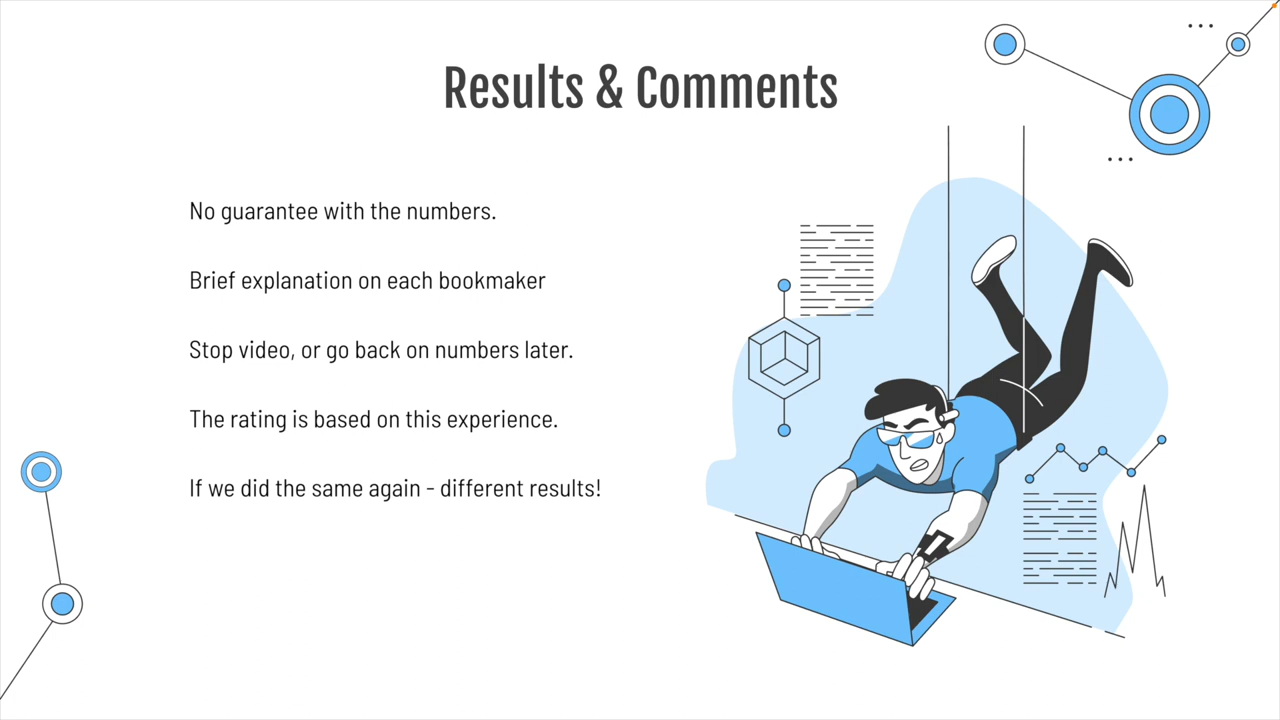 Results & Comments
No guarantee with the numbers.
Brief explanation on each bookmaker
Stop video, or go back on numbers later.
The rating is based on this experience.
If we did the same again - different results!